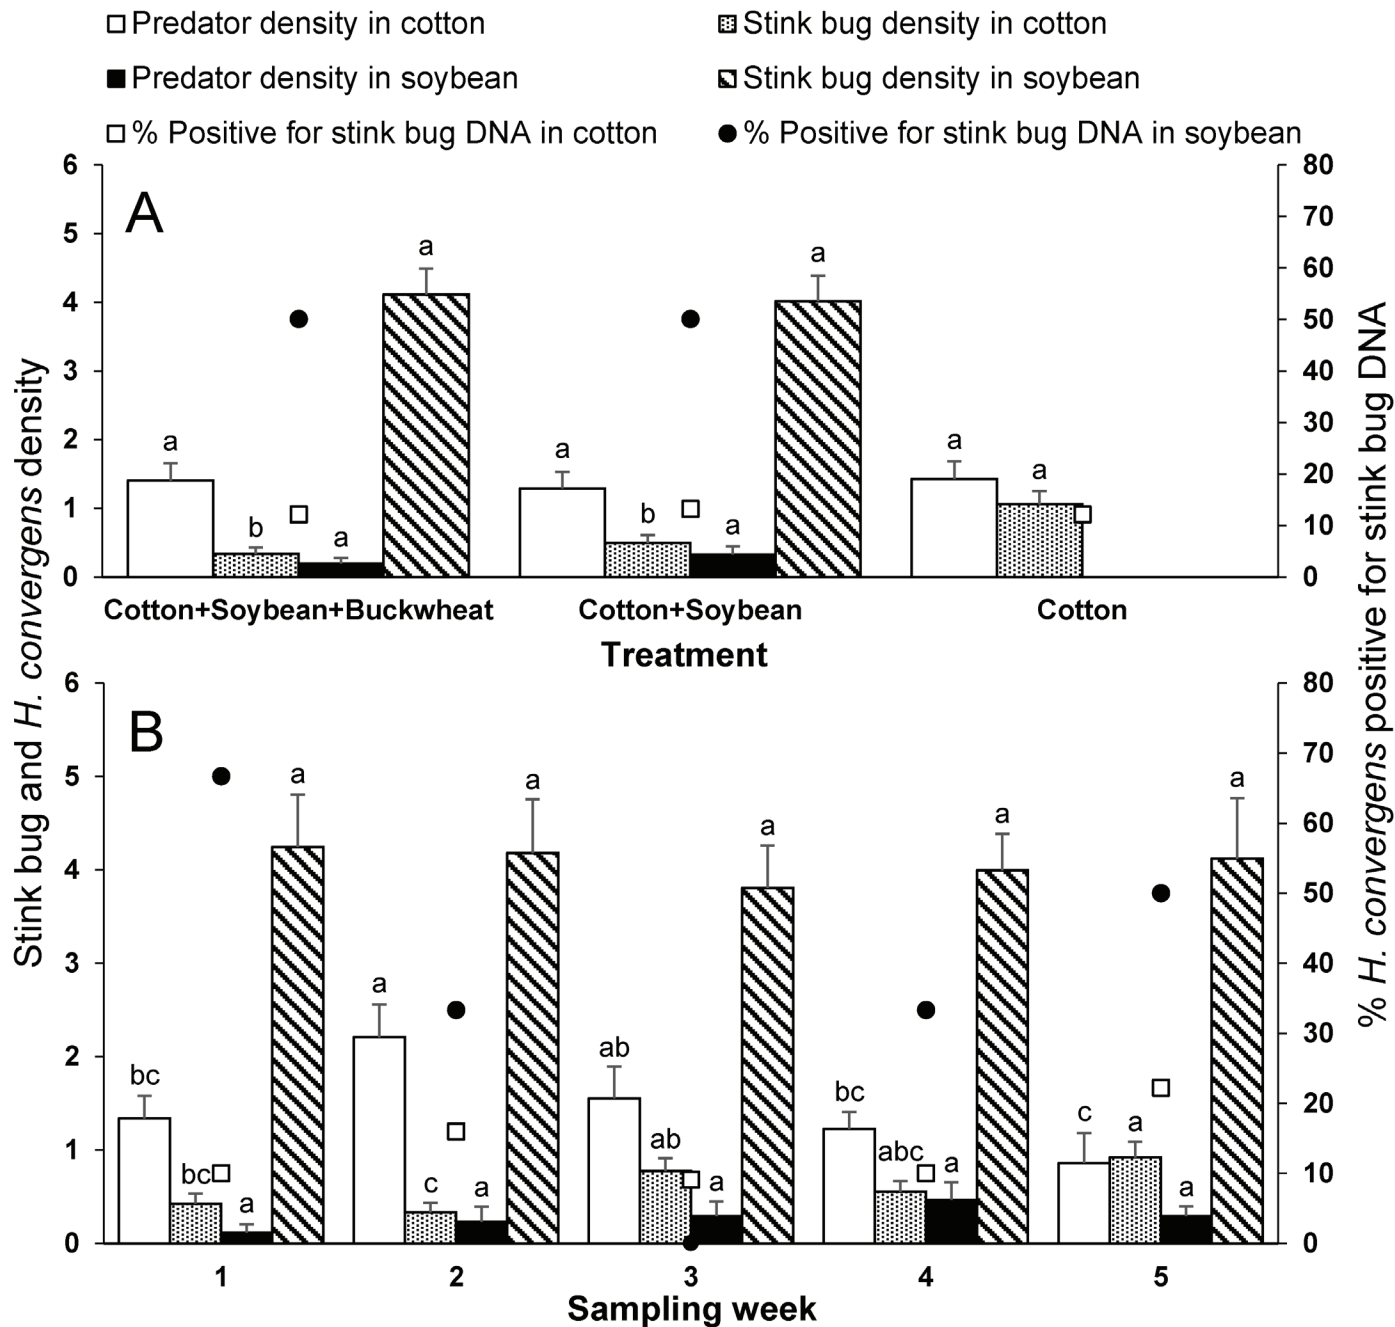 Predator density in cotton
Stink bug density in cotton
Predator density in soybean
Stink bug density in soybean
% Positive for stink bug DNA in cotton
% Positive for stink bug DNA in soybean
Stink bug and H. convergens density
% H. convergens positive for stink bug DNA
A
6
5
4
3
2
1
0
80
70
60
50
40
30
20
10
0
a
b
a
a
a
b
a
a
a
a
Cotton+Soybean+Buckwheat
Cotton+Soybean
Cotton
Treatment
B
6
5
4
3
2
1
0
80
70
60
50
40
30
20
10
0
bc
bc
a
a
a
c
a
a
ab
ab
a
a
bc
abc
a
a
c
a
a
a
1
2
3
4
5
Sampling week